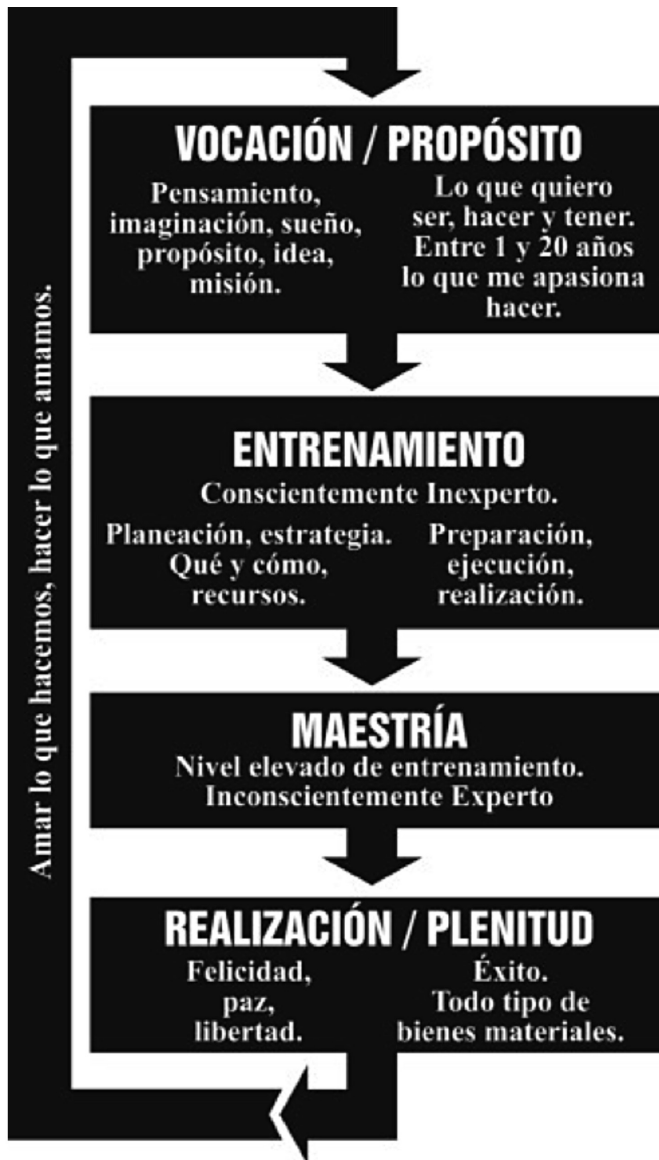 VOCACIÓN / PROPÓSITO
Pensamiento,
imaginación, sueño,
propósito, idea,
misión.
Lo que quiero
ser, hacer y tener.
Entre 1 y 20 años
lo que me apasiona
hacer.
ENTRENAMIENTO
Conscientemente Inexperto.
Planeación, estrategia.
Qué y cómo,
recursos.
Preparación,
ejecución,
realización.
MAESTRÍA
Nivel elevado de entrenamiento.
Inconscientemente Experto
REALIZACIÓN / PLENITUD
Felicidad,
paz,
libertad.
Éxito.
Todo tipo de
bienes materiales.
Amar lo que hacemos, hacer lo que amamos.